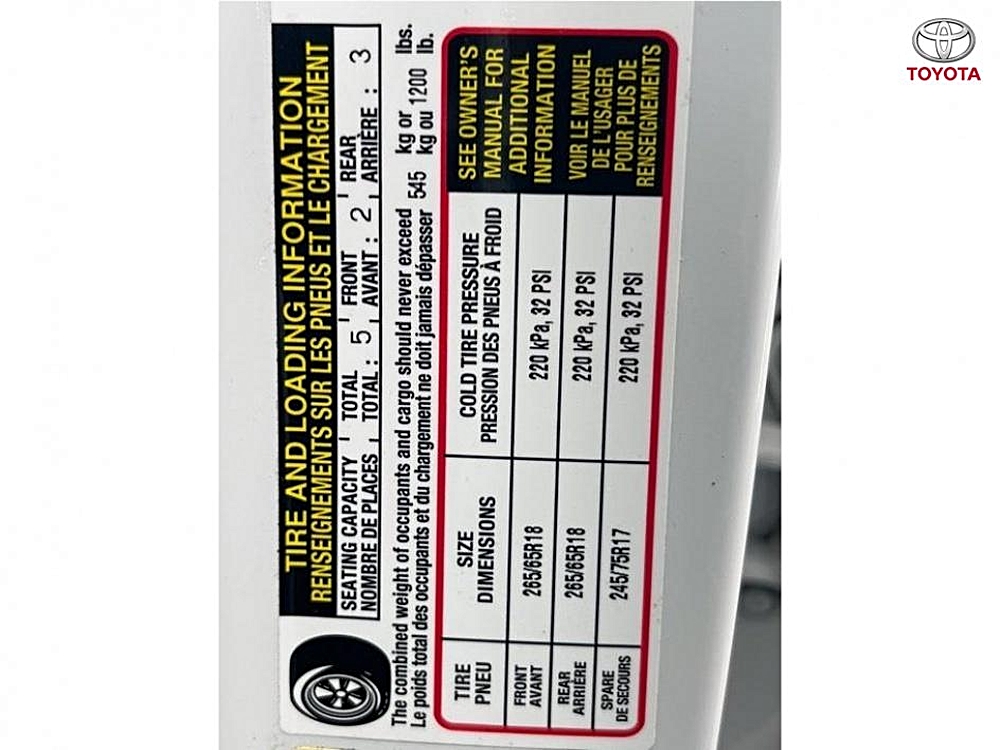 TOYOTA
TIRE AND LOADING INFORMATION
RENSEIGNEMENTS SUR LES PNEUS ET LE CHARGEMENT
SEATING CAPACITY TOTAL FRONT REAR
NOMBRE DE PLACES TOTAL : 5 AVANT : 2 ARRIÈRE : 3
The combined weight of occupants and cargo should never exceed 545 kg or 1200 lbs.
Le poids total des occupants et du chargement ne doit jamais dépasser kg ou lb.
TIRE SIZE COLD TIRE PRESSURE
PNEU DIMENSIONS PRESSION DES PNEUS À FROID
FRONT
AVANT
265/65R18 220 kPa, 32 PSI
REAR
ARRIÈRE
265/65R18 220 kPa, 32 PSI
SPARE
DE SECOURS
245/75R17 220 kPa, 32 PSI
SEE OWNER'S
MANUAL FOR
ADDITIONAL
INFORMATION
VOIR LE MANUEL
DE L'USAGER
POUR PLUS DE
RENSEIGNEMENTS